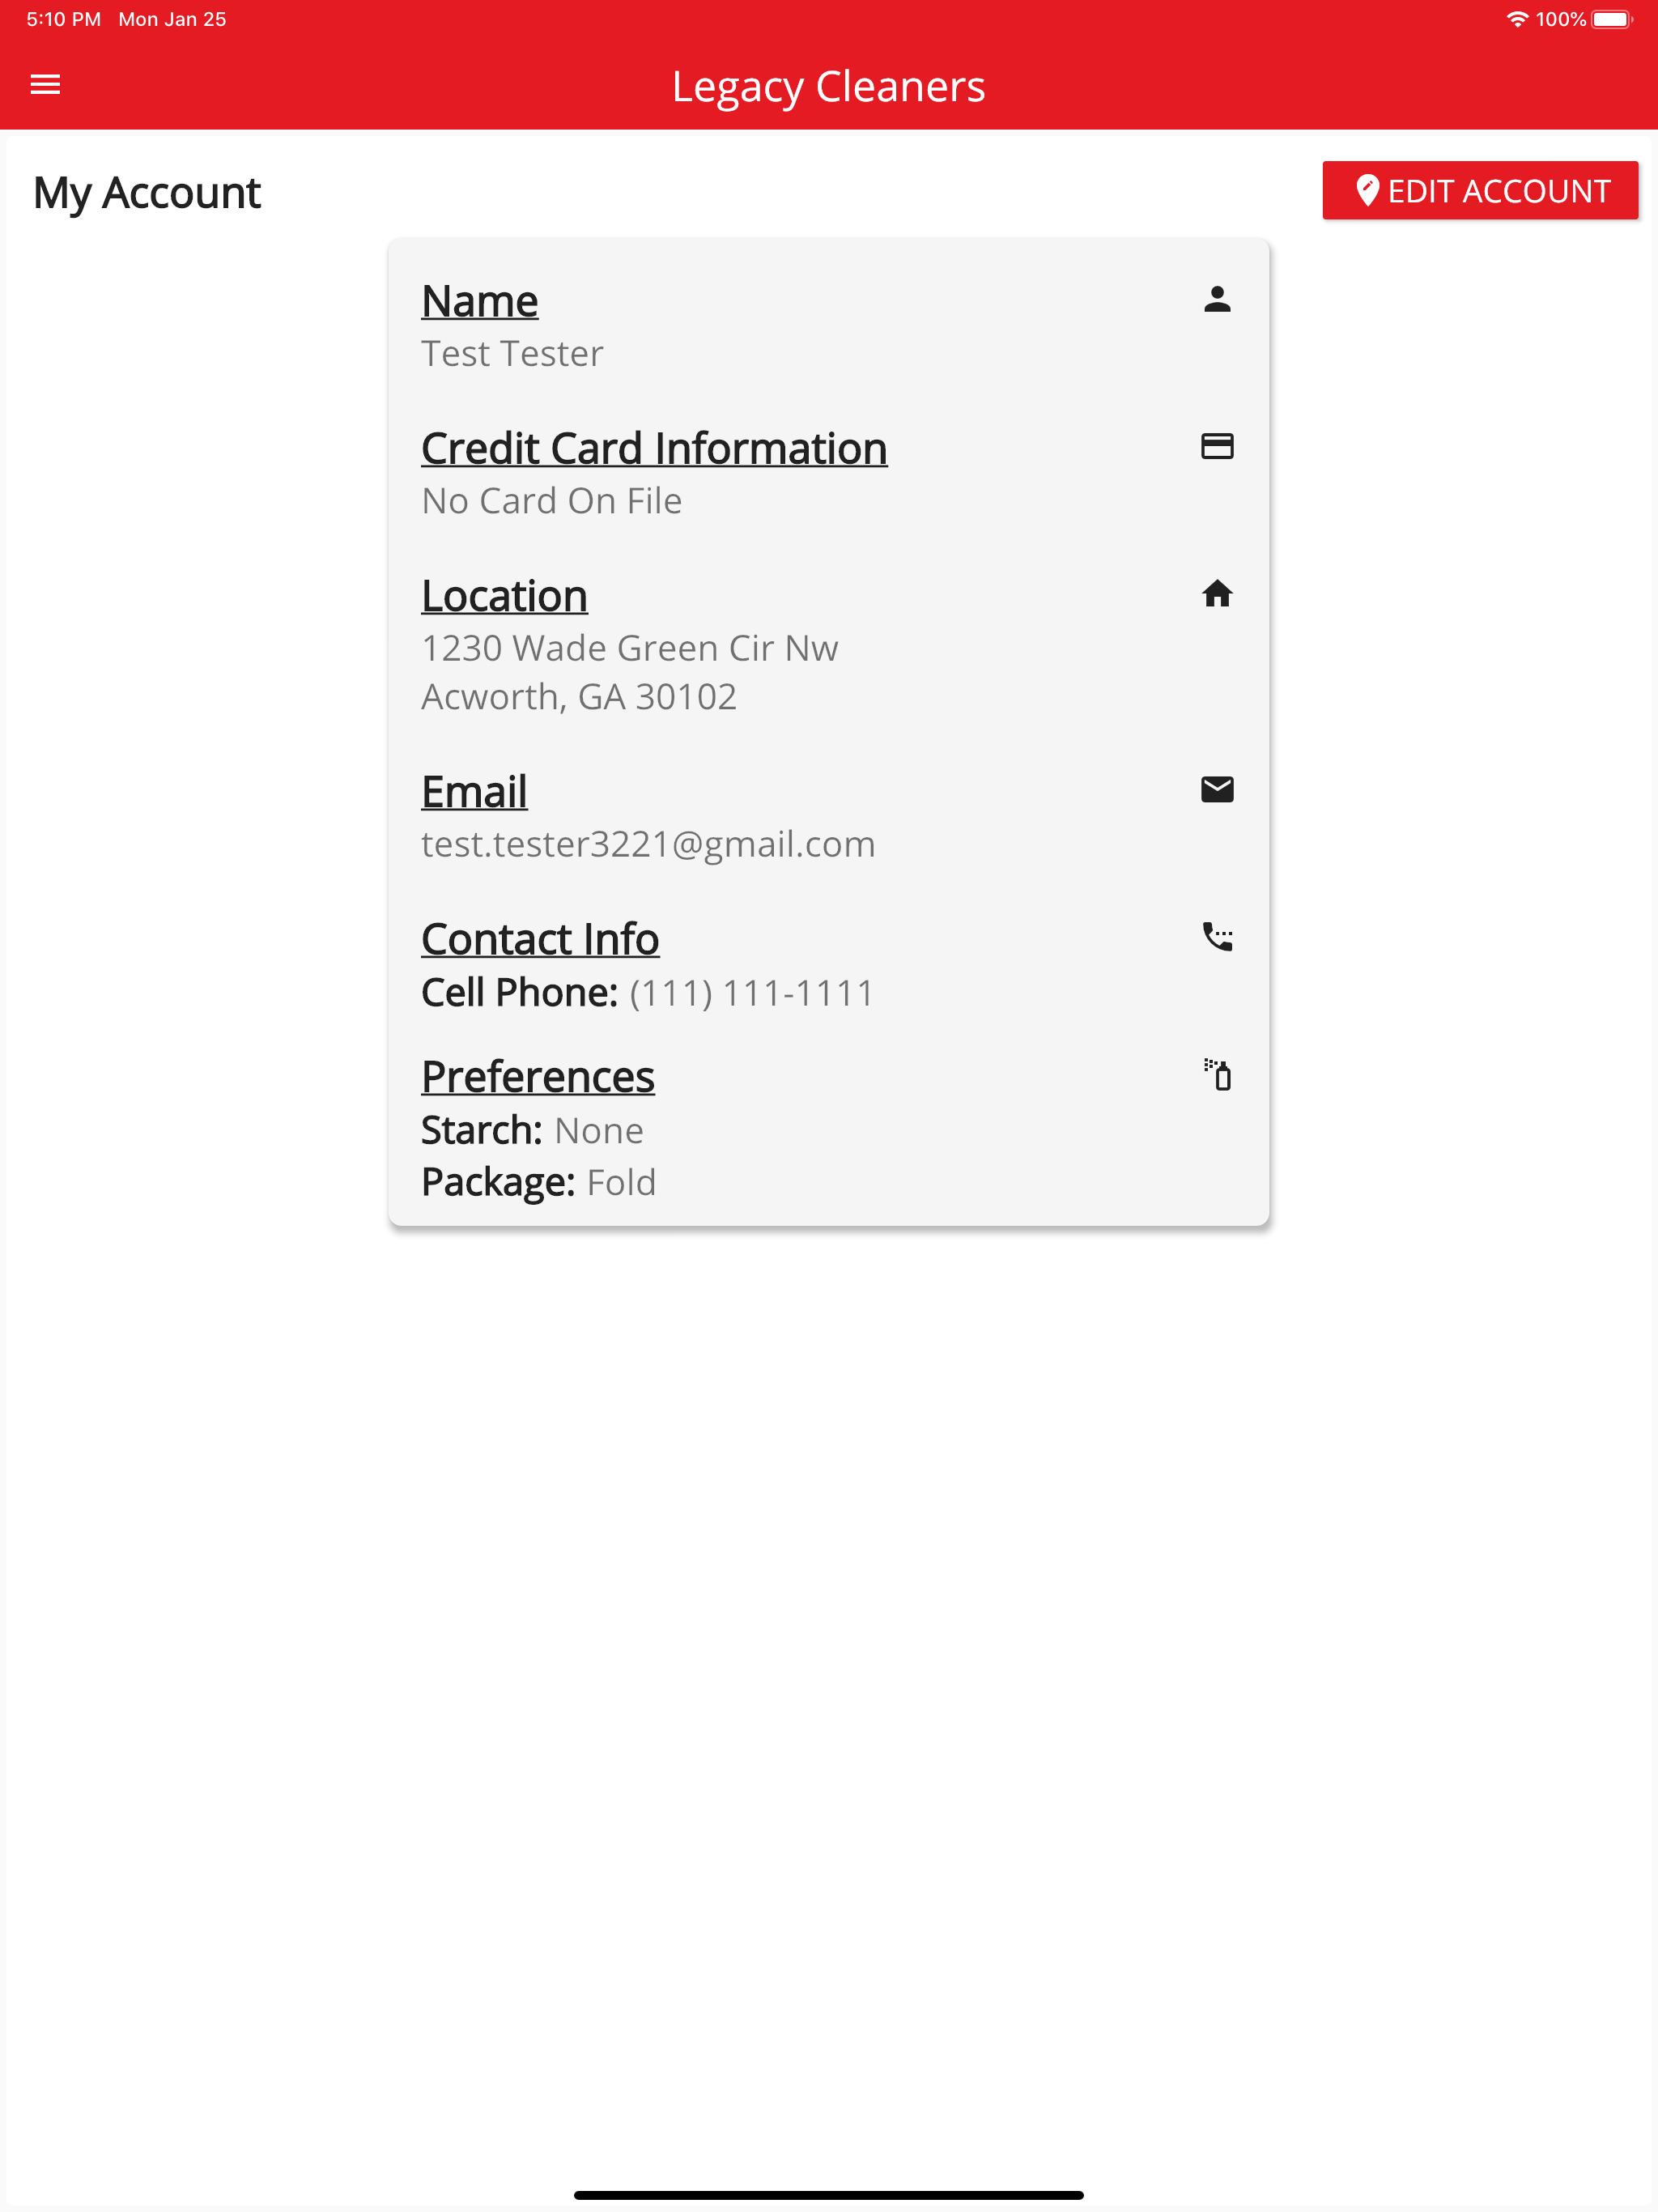 5:10 PM Mon Jan 25 100%
Legacy Cleaners
My Account
EDIT ACCOUNT
Name
Test Tester
Credit Card Information
No Card On File
Location
1230 Wade Green Cir Nw
Acworth, GA 30102
Email
test.tester3221@gmail.com
Contact Info
Cell Phone: (111) 111-1111
Preferences
Starch: None
Package: Fold